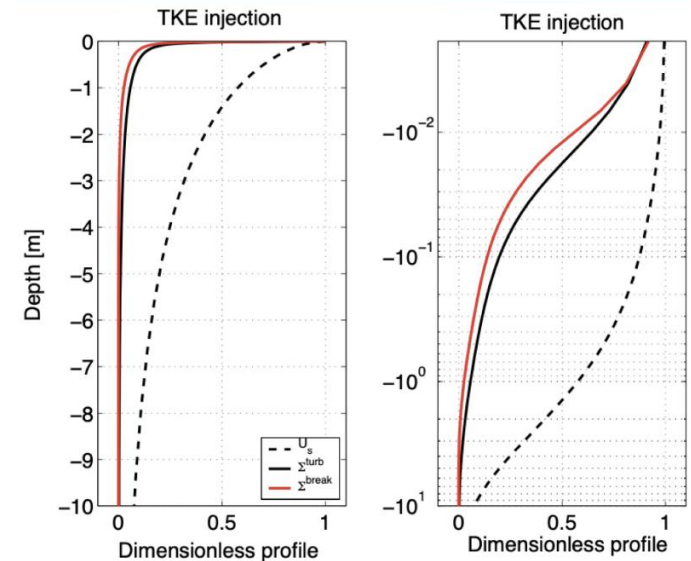 TKE injection
Depth [m]
0
−1
−2
−3
−4
−5
−6
−7
−8
−9
−10
U_s
Σ^turb
Σ^break
0 0.5 1
Dimensionless profile
TKE injection
−10^−2
−10^−1
−10^0
−10^1
0 0.5 1
Dimensionless profile